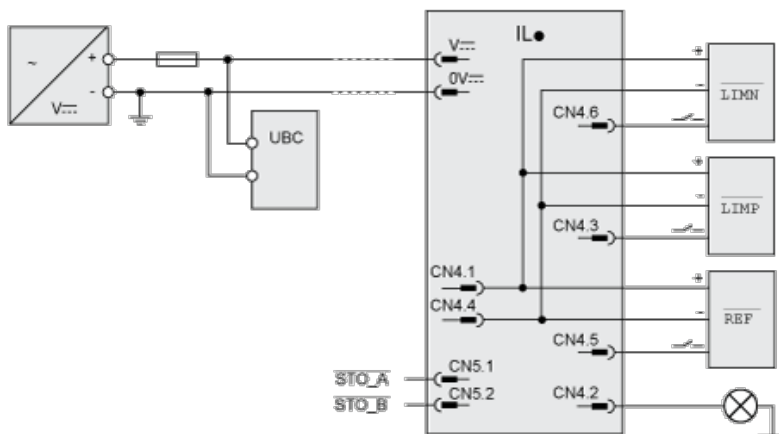 IL●
V⎓
0V⎓
~
+
-
V⎓
UBC
+
-
LIMN
CN4.6
+
-
LIMP
CN4.3
CN4.1
CN4.4
+
-
REF
CN4.5
STO_A
CN5.1
STO_B
CN5.2
CN4.2